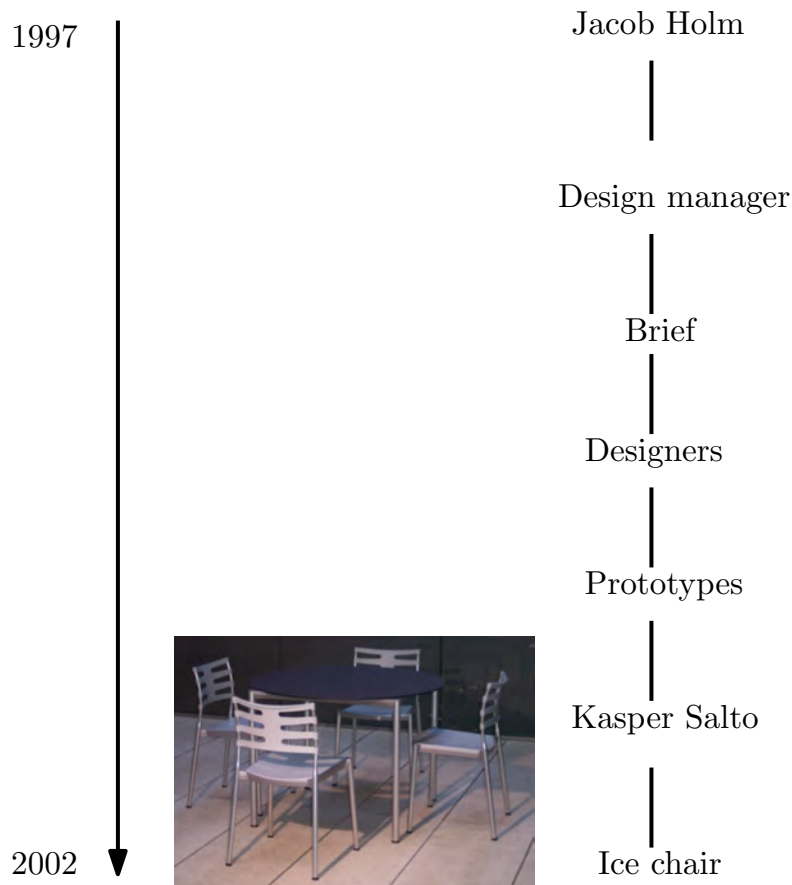 1997
Jacob Holm
Design manager
Brief
Designers
Prototypes
Kasper Salto
2002
Ice chair